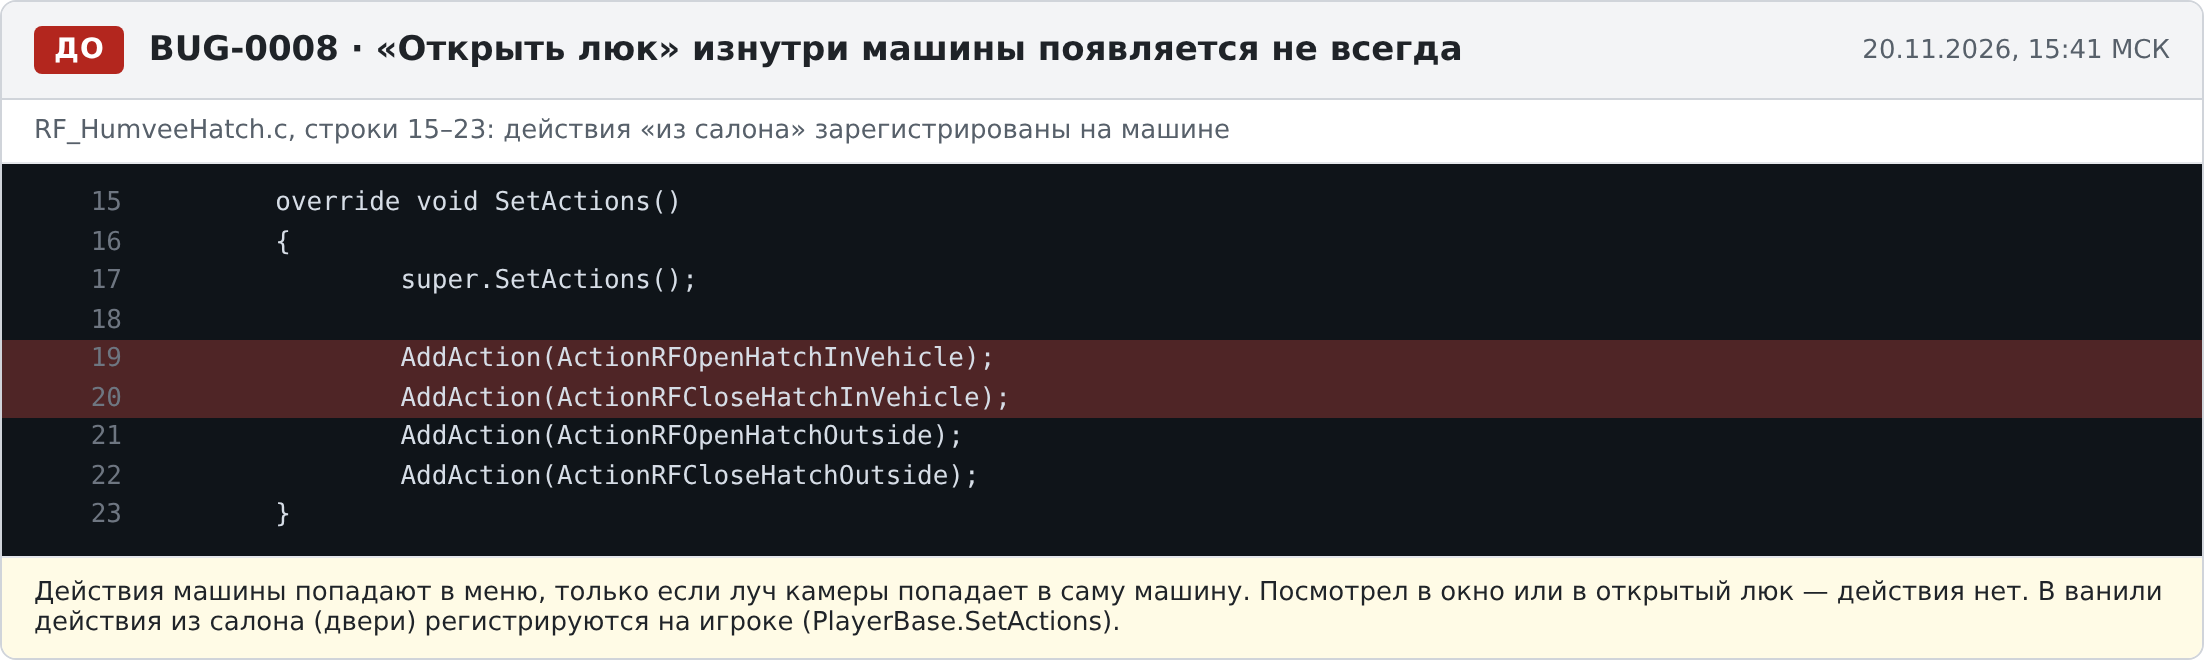 ДО BUG-0008 · «Открыть люк» изнутри машины появляется не всегда 20.11.2026, 15:41 МСК
RF_HumveeHatch.c, строки 15–23: действия «из салона» зарегистрированы на машине
15 override void SetActions()
16 {
17 super.SetActions();
18
19 AddAction(ActionRFOpenHatchInVehicle);
20 AddAction(ActionRFCloseHatchInVehicle);
21 AddAction(ActionRFOpenHatchOutside);
22 AddAction(ActionRFCloseHatchOutside);
23 }
Действия машины попадают в меню, только если луч камеры попадает в саму машину. Посмотрел в окно или в открытый люк — действия нет. В ванили
действия из салона (двери) регистрируются на игроке (PlayerBase.SetActions).